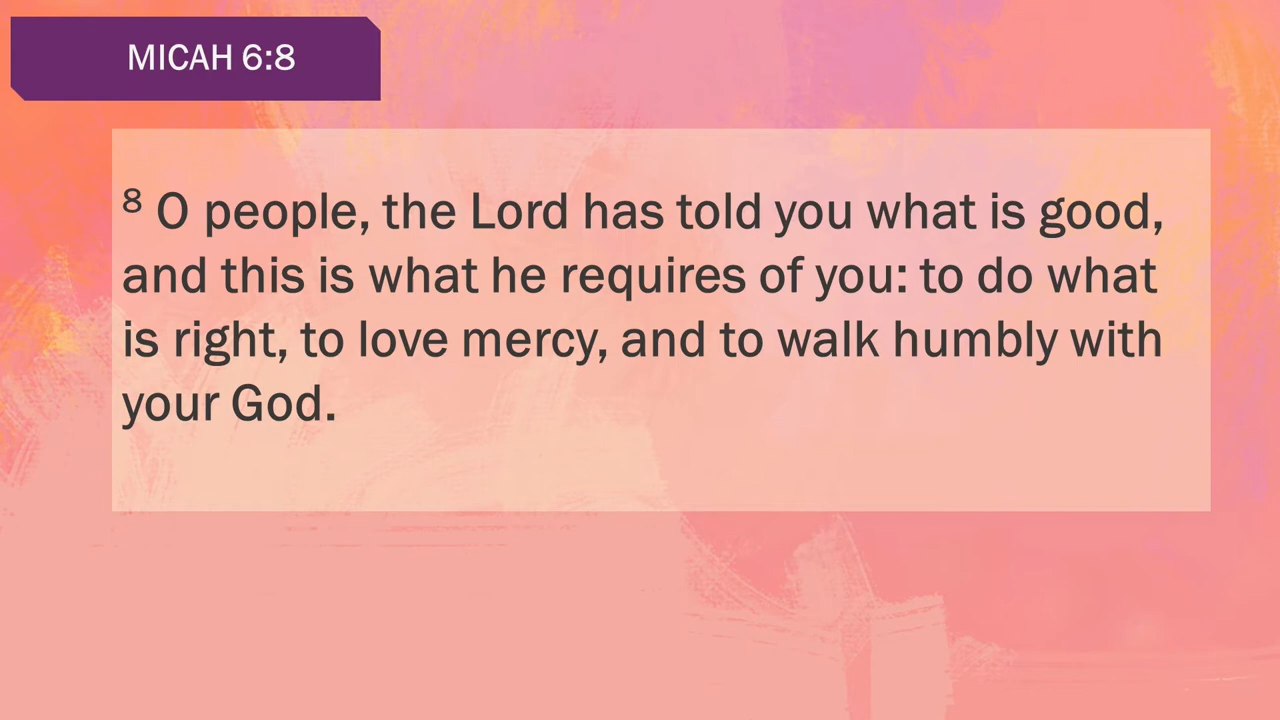 MICAH 6:8
8 O people, the Lord has told you what is good,
and this is what he requires of you: to do what
is right, to love mercy, and to walk humbly with
your God.